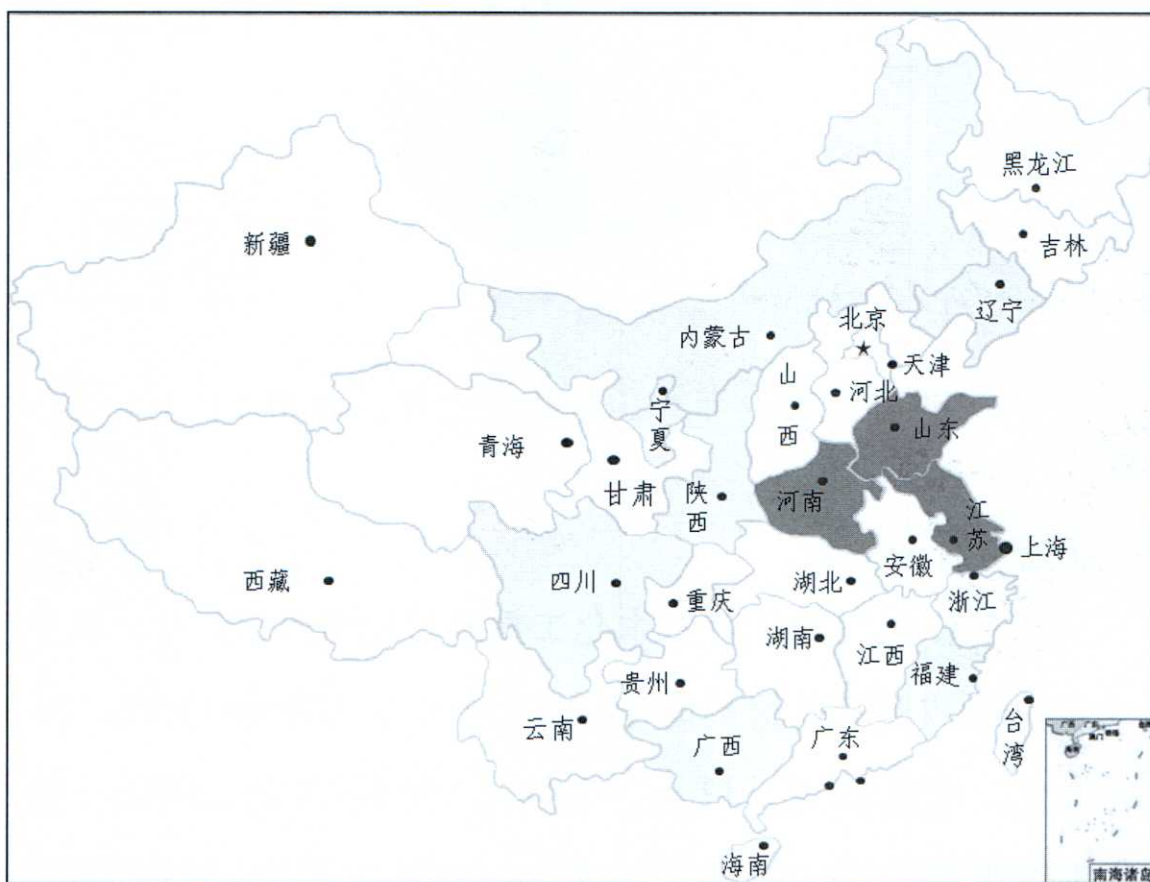 黑龙江
新疆
吉林
辽宁
北京
内蒙古
天津
山西
河北
宁夏
山东
青海
甘肃
陕西
河南
江苏
上海
安徽
西藏
四川
湖北
重庆
浙江
湖南
江西
福建
贵州
云南
台湾
广西
广东
海南
南海诸岛